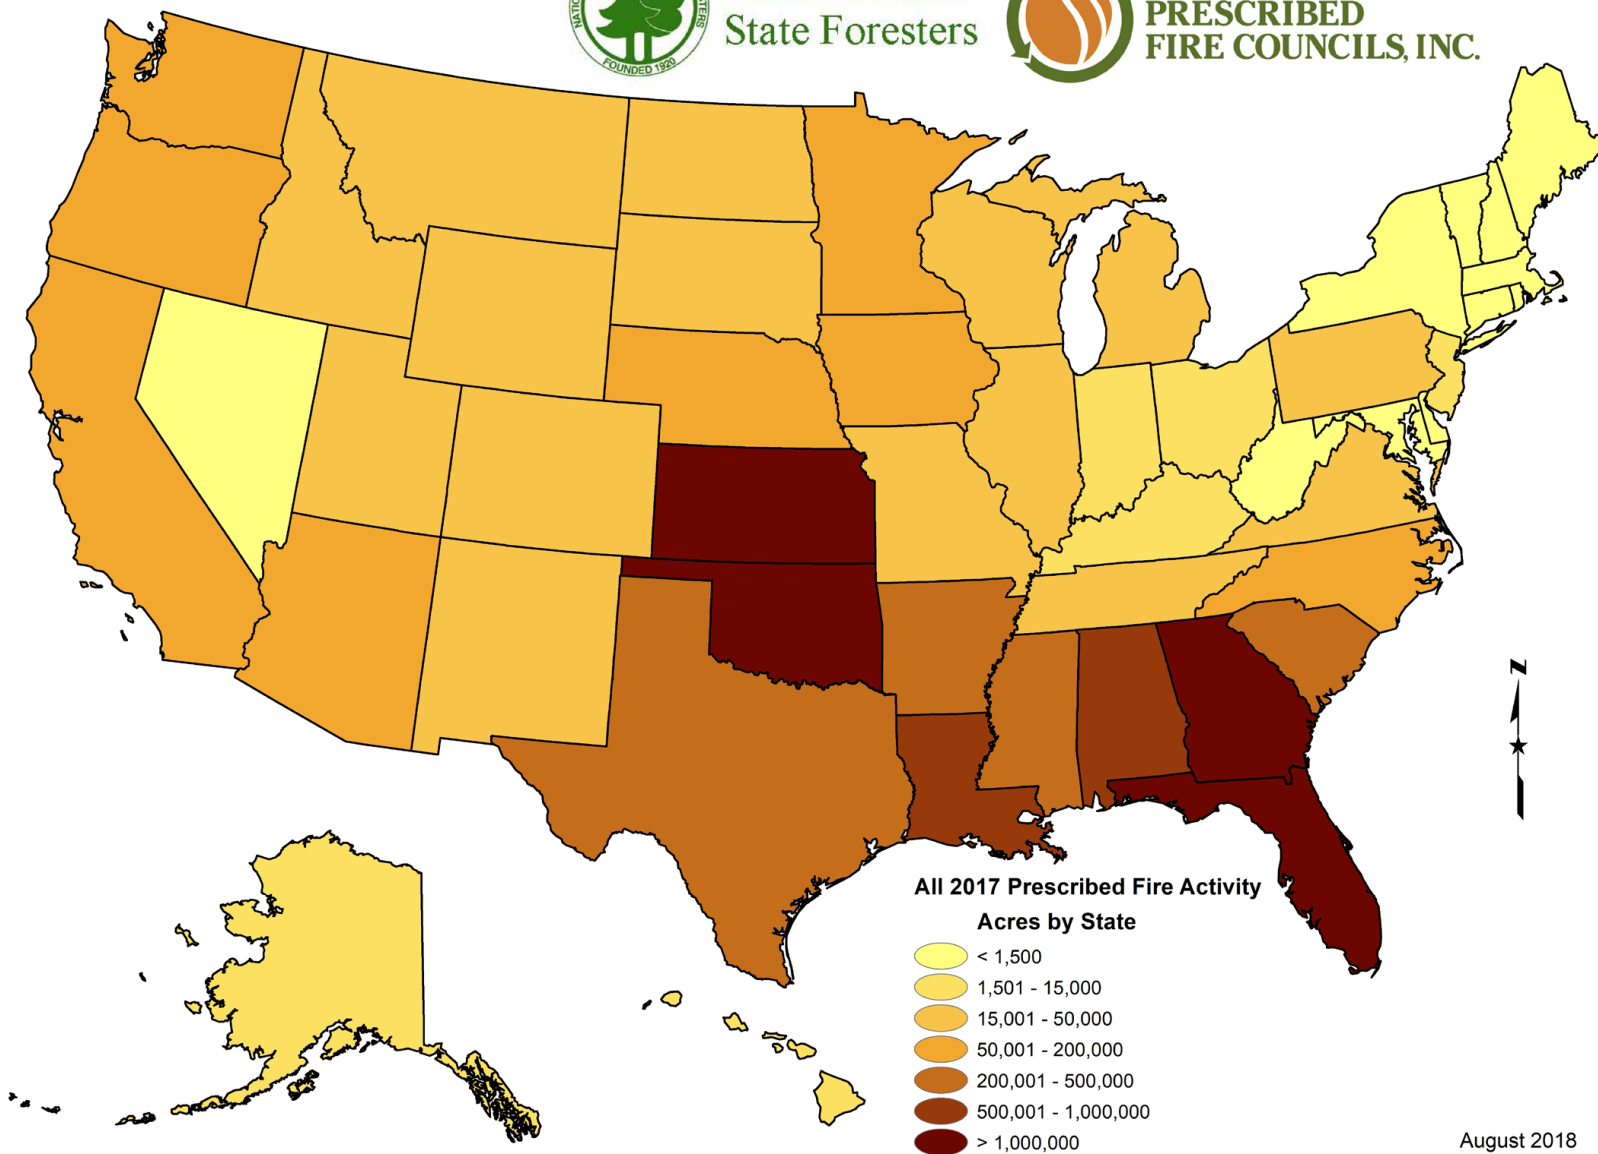 State Foresters
FOUNDED 1920
PRESCRIBED
FIRE COUNCILS, INC.
N
All 2017 Prescribed Fire Activity
Acres by State
< 1,500
1,501 - 15,000
15,001 - 50,000
50,001 - 200,000
200,001 - 500,000
500,001 - 1,000,000
> 1,000,000
August 2018